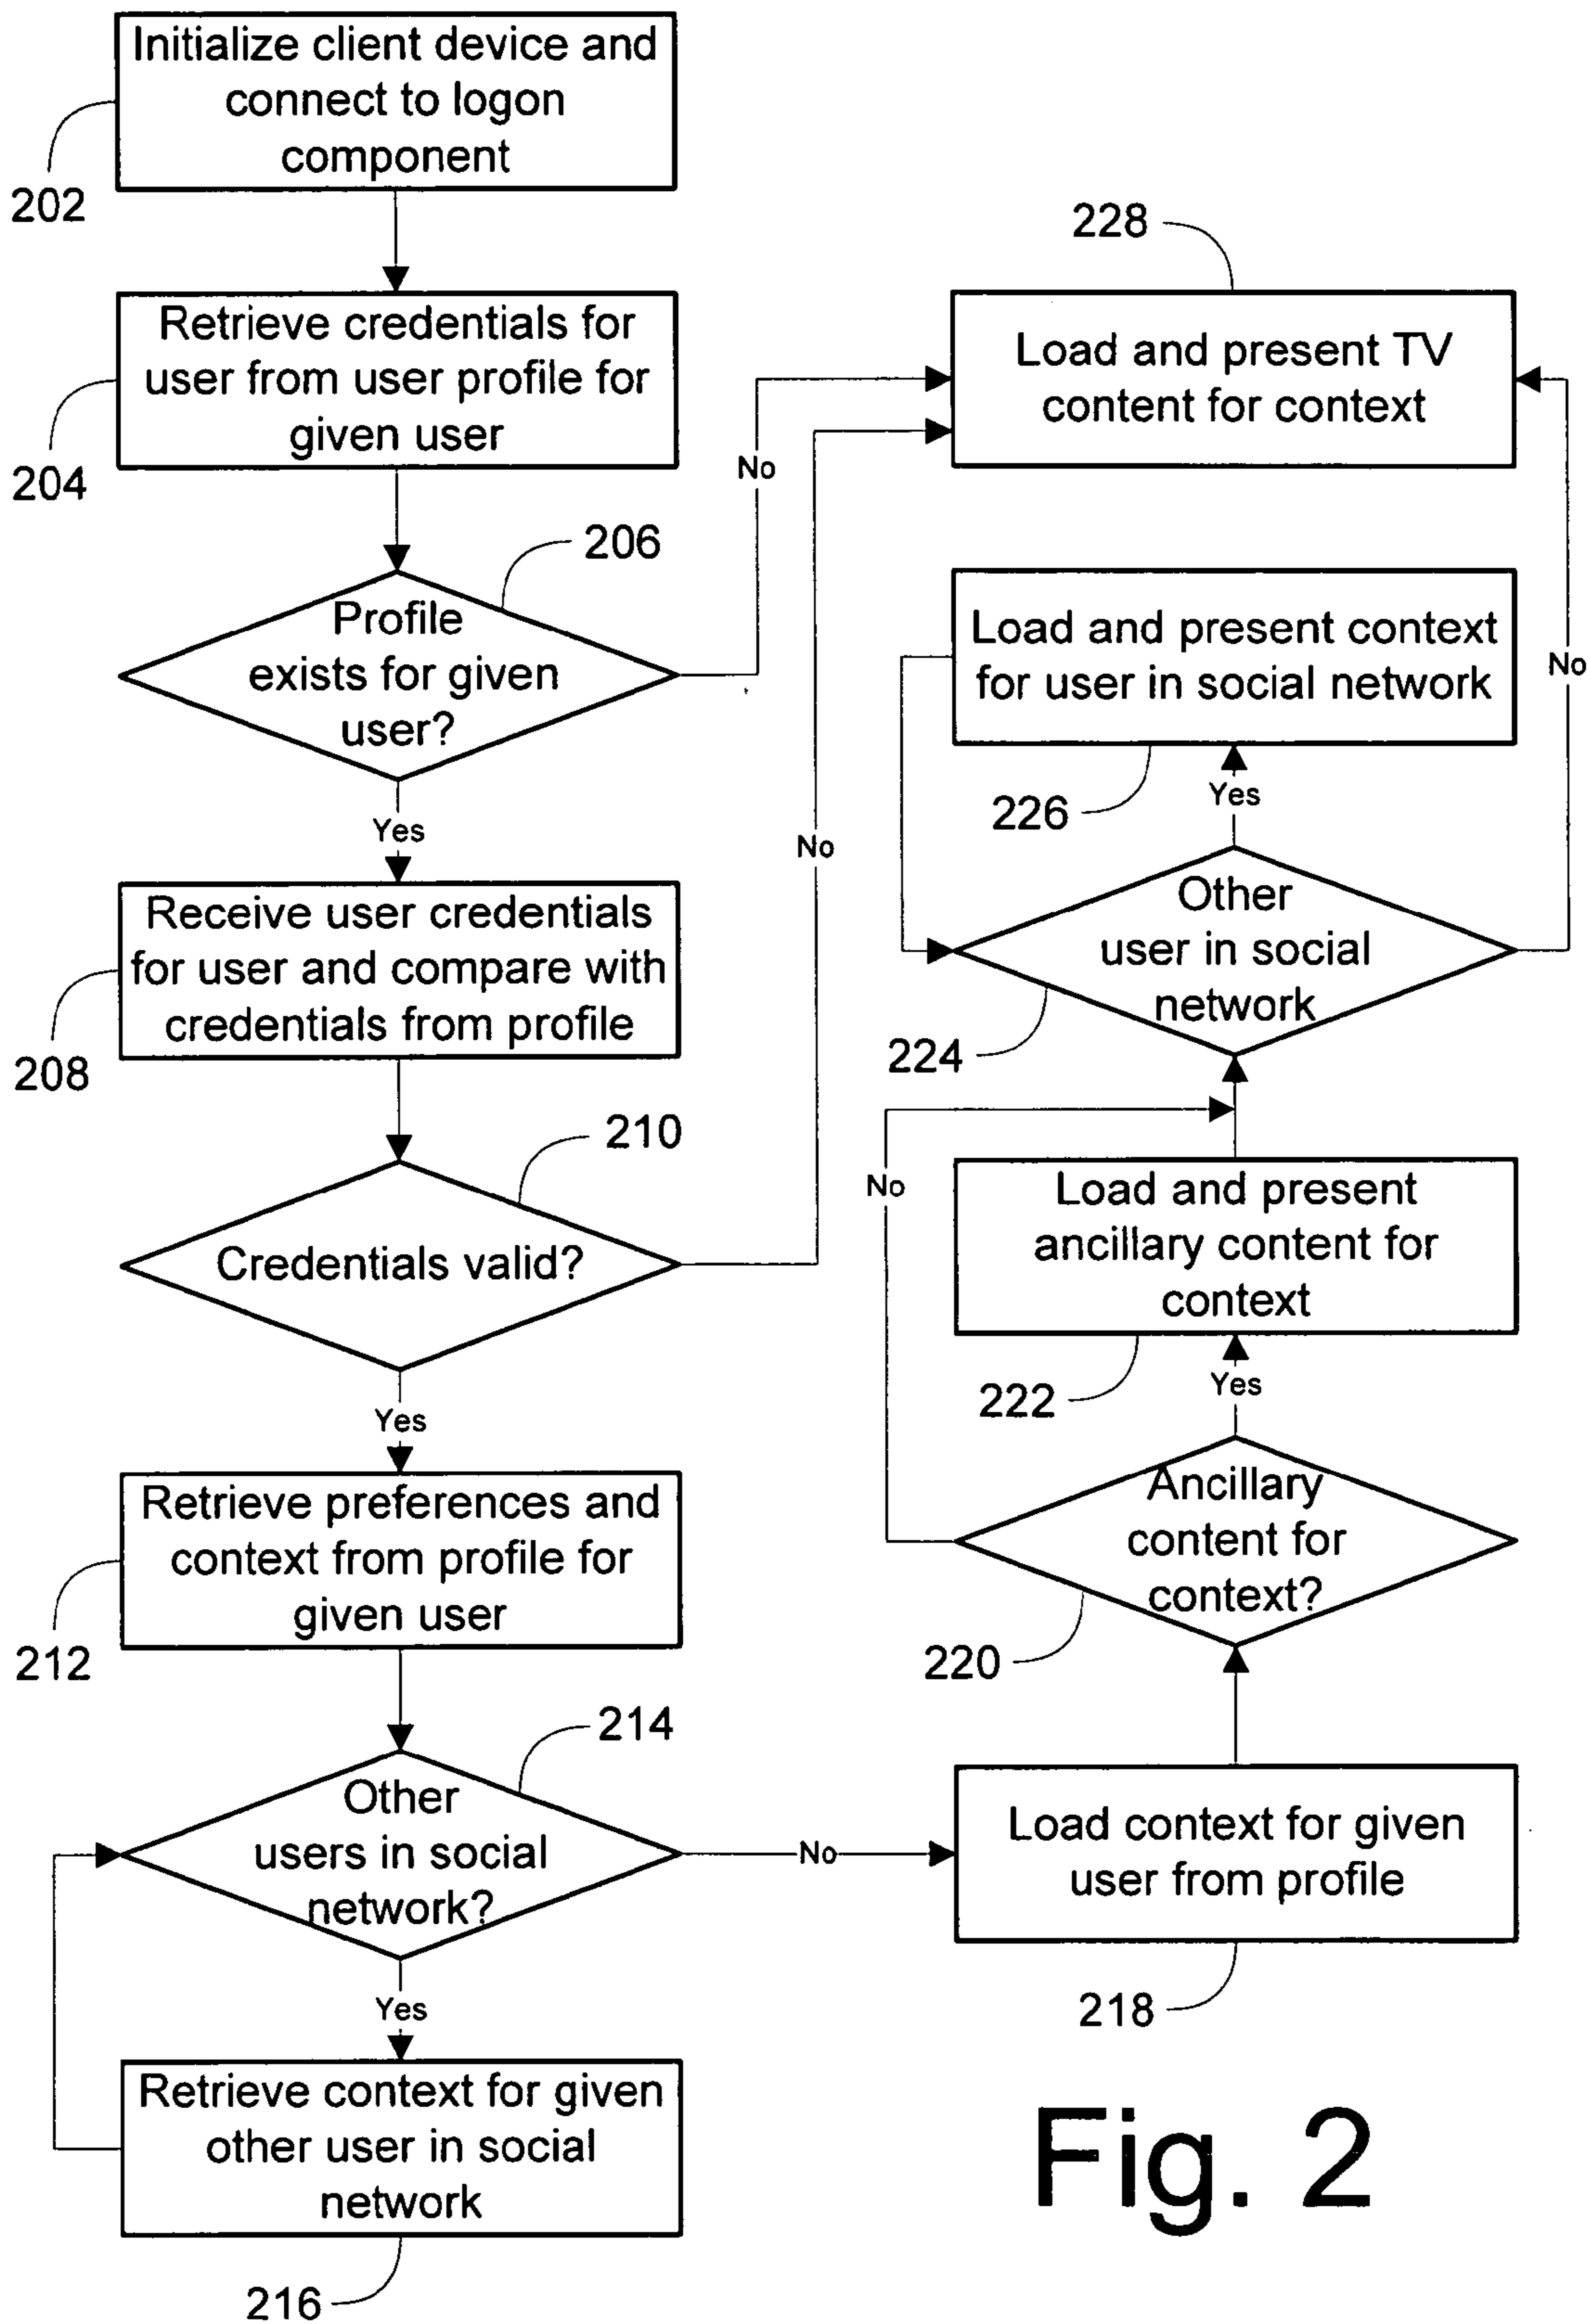 Initialize client device and
connect to logon
component
202
Retrieve credentials for
user from user profile for
given user
204
206
Profile
exists for given
user?
No
Yes
Receive user credentials
for user and compare with
credentials from profile
208
210
Credentials valid?
No
Yes
Retrieve preferences and
context from profile for
given user
212
214
Other
users in social
network?
No
Yes
Retrieve context for given
other user in social
network
216
228
Load and present TV
content for context
Load and present context
for user in social network
No
226
Yes
Other
user in social
network
224
No
Load and present
ancillary content for
context
222
Yes
Ancillary
content for
context?
220
Load context for given
user from profile
218
Fig. 2